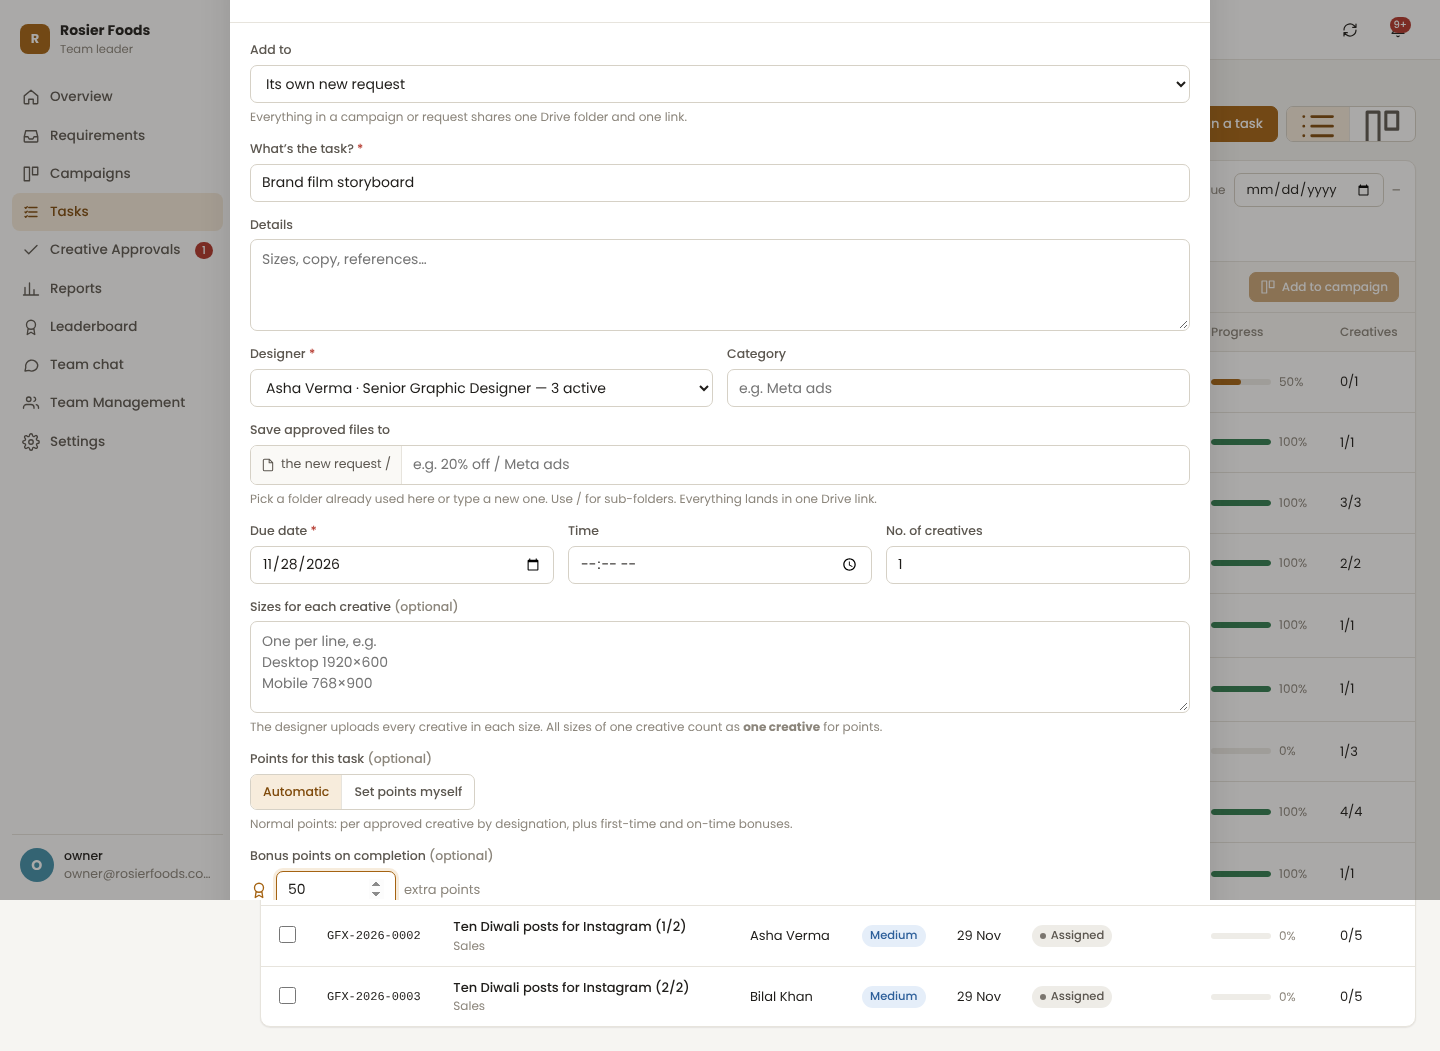 R
Rosier Foods
Team leader
9+
Overview
Requirements
Campaigns
Tasks
Creative Approvals 1
Reports
Leaderboard
Team chat
Team Management
Settings
O
owner
owner@rosierfoods.co…
Add to
Its own new request
Everything in a campaign or request shares one Drive folder and one link.
What's the task? *
Brand film storyboard
Details
Sizes, copy, references…
Designer *
Category
Asha Verma · Senior Graphic Designer — 3 active
e.g. Meta ads
Save approved files to
the new request /
e.g. 20% off / Meta ads
Pick a folder already used here or type a new one. Use / for sub-folders. Everything lands in one Drive link.
Due date *
Time
No. of creatives
11/28/2026
--:-- --
1
Sizes for each creative (optional)
One per line, e.g.
Desktop 1920×600
Mobile 768×900
The designer uploads every creative in each size. All sizes of one creative count as one creative for points.
Points for this task (optional)
Automatic
Set points myself
Normal points: per approved creative by designation, plus first-time and on-time bonuses.
Bonus points on completion (optional)
50
extra points
n a task
ue
mm/dd/yyyy
–
Add to campaign
Progress
Creatives
50% 0/1
100% 1/1
100% 3/3
100% 2/2
100% 1/1
100% 1/1
0% 1/3
100% 4/4
100% 1/1
GFX-2026-0002
Ten Diwali posts for Instagram (1/2)
Sales
Asha Verma
Medium
29 Nov
Assigned
0%
0/5
GFX-2026-0003
Ten Diwali posts for Instagram (2/2)
Sales
Bilal Khan
Medium
29 Nov
Assigned
0%
0/5